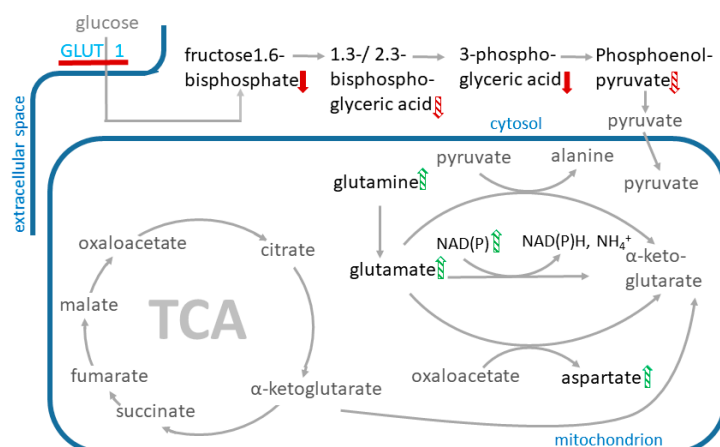 glucose
GLUT 1
extracellular space
fructose1.6-
bisphosphate
1.3-/ 2.3-
bisphospho-
glyceric acid
3-phospho-
glyceric acid
Phosphoenol-
pyruvate
pyruvate
cytosol
pyruvate
alanine
pyruvate
glutamine
NAD(P)
NAD(P)H, NH₄⁺
glutamate
α-keto-
glutarate
oxaloacetate
aspartate
oxaloacetate
citrate
malate
TCA
fumarate
succinate
α-ketoglutarate
mitochondrion